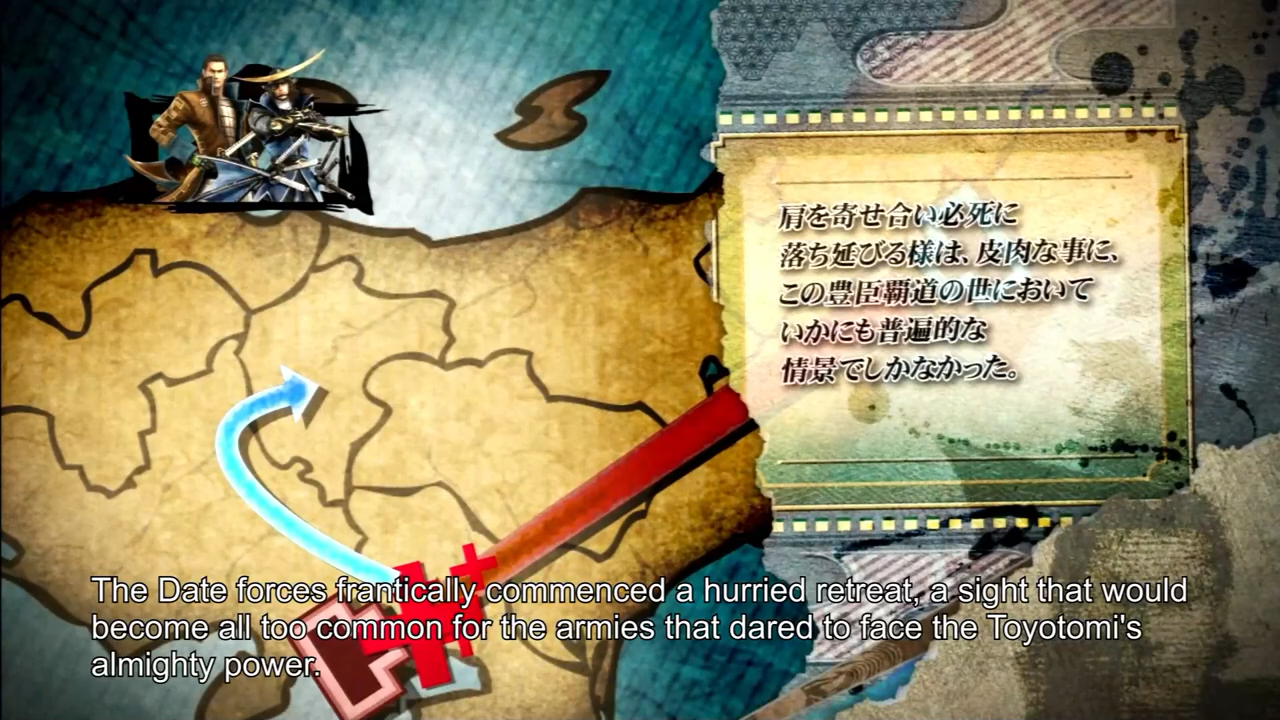 肩を寄せ合い必死に
落ち延びる様は、皮肉な事に、
この豊臣覇道の世において
いかにも普遍的な
情景でしかなかった。
The Date forces frantically commenced a hurried retreat, a sight that would
become all too common for the armies that dared to face the Toyotomi's
almighty power.